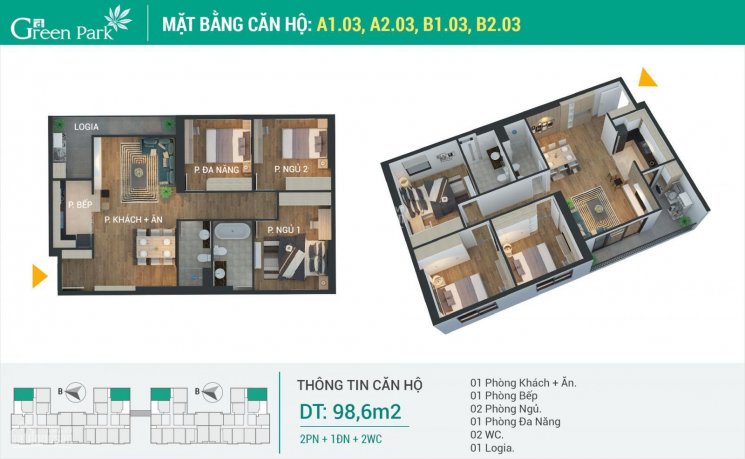 Green Park
MẶT BẰNG CĂN HỘ: A1.03, A2.03, B1.03, B2.03
LOGIA
P. ĐA NĂNG
P. NGỦ 2
P. BẾP
P. KHÁCH + ĂN
P. NGỦ 1
B
B
THÔNG TIN CĂN HỘ
DT: 98,6m2
2PN + 1ĐN + 2WC
01 Phòng Khách + Ăn.
01 Phòng Bếp
02 Phòng Ngủ.
01 Phòng Đa Năng
02 WC.
01 Logia.